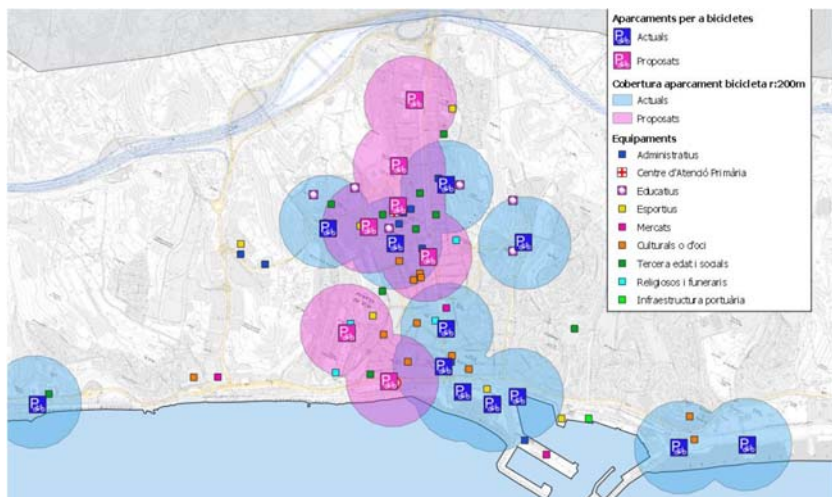 Aparcaments per a bicicletes
Actuals
Proposats
Cobertura aparcament bicicleta r:200m
Actuals
Proposats
Equipaments
Administratius
Centre d'Atenció Primària
Educatius
Esportius
Mercats
Culturals o d'oci
Tercera edat i socials
Religiosos i funeraris
Infraestructura portuària